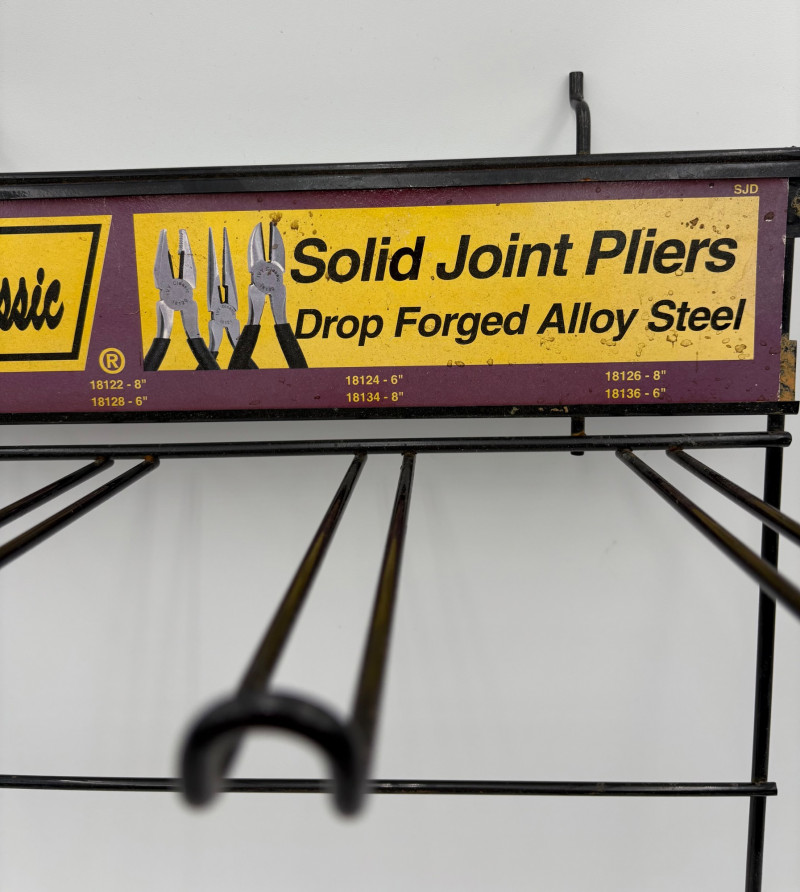 SJD
ssic
®
Solid Joint Pliers
Drop Forged Alloy Steel
18122 - 8"
18128 - 6"
18124 - 6"
18134 - 8"
18126 - 8"
18136 - 6"